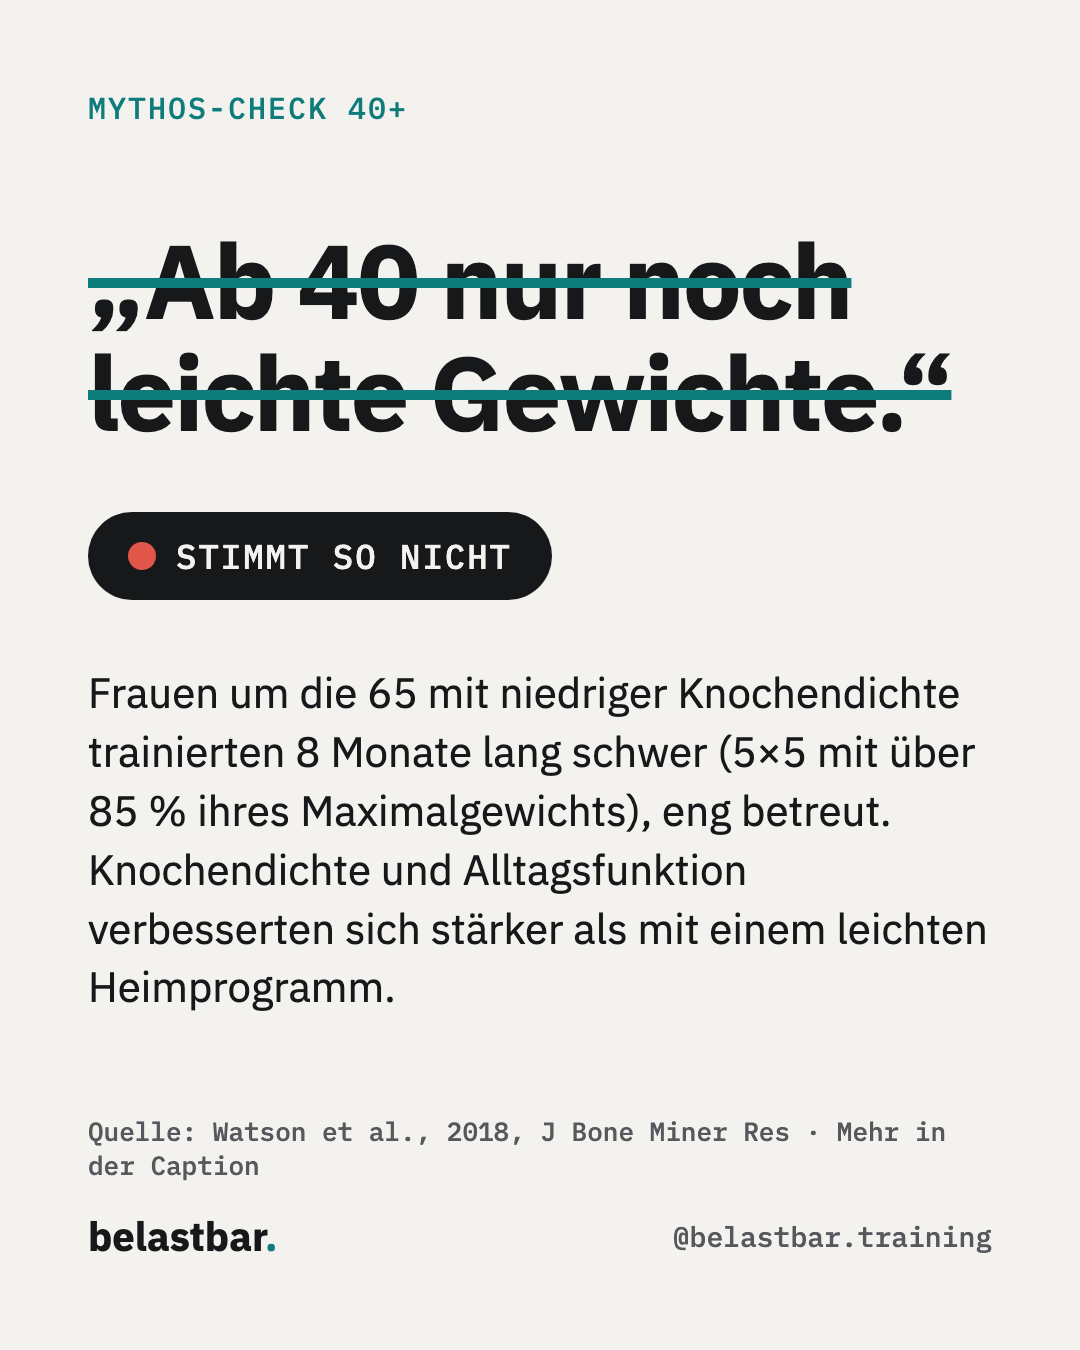 MYTHOS-CHECK 40+
„Ab 40 nur noch
leichte Gewichte.“
STIMMT SO NICHT
Frauen um die 65 mit niedriger Knochendichte
trainierten 8 Monate lang schwer (5×5 mit über
85 % ihres Maximalgewichts), eng betreut.
Knochendichte und Alltagsfunktion
verbesserten sich stärker als mit einem leichten
Heimprogramm.
Quelle: Watson et al., 2018, J Bone Miner Res · Mehr in
der Caption
belastbar.
@belastbar.training